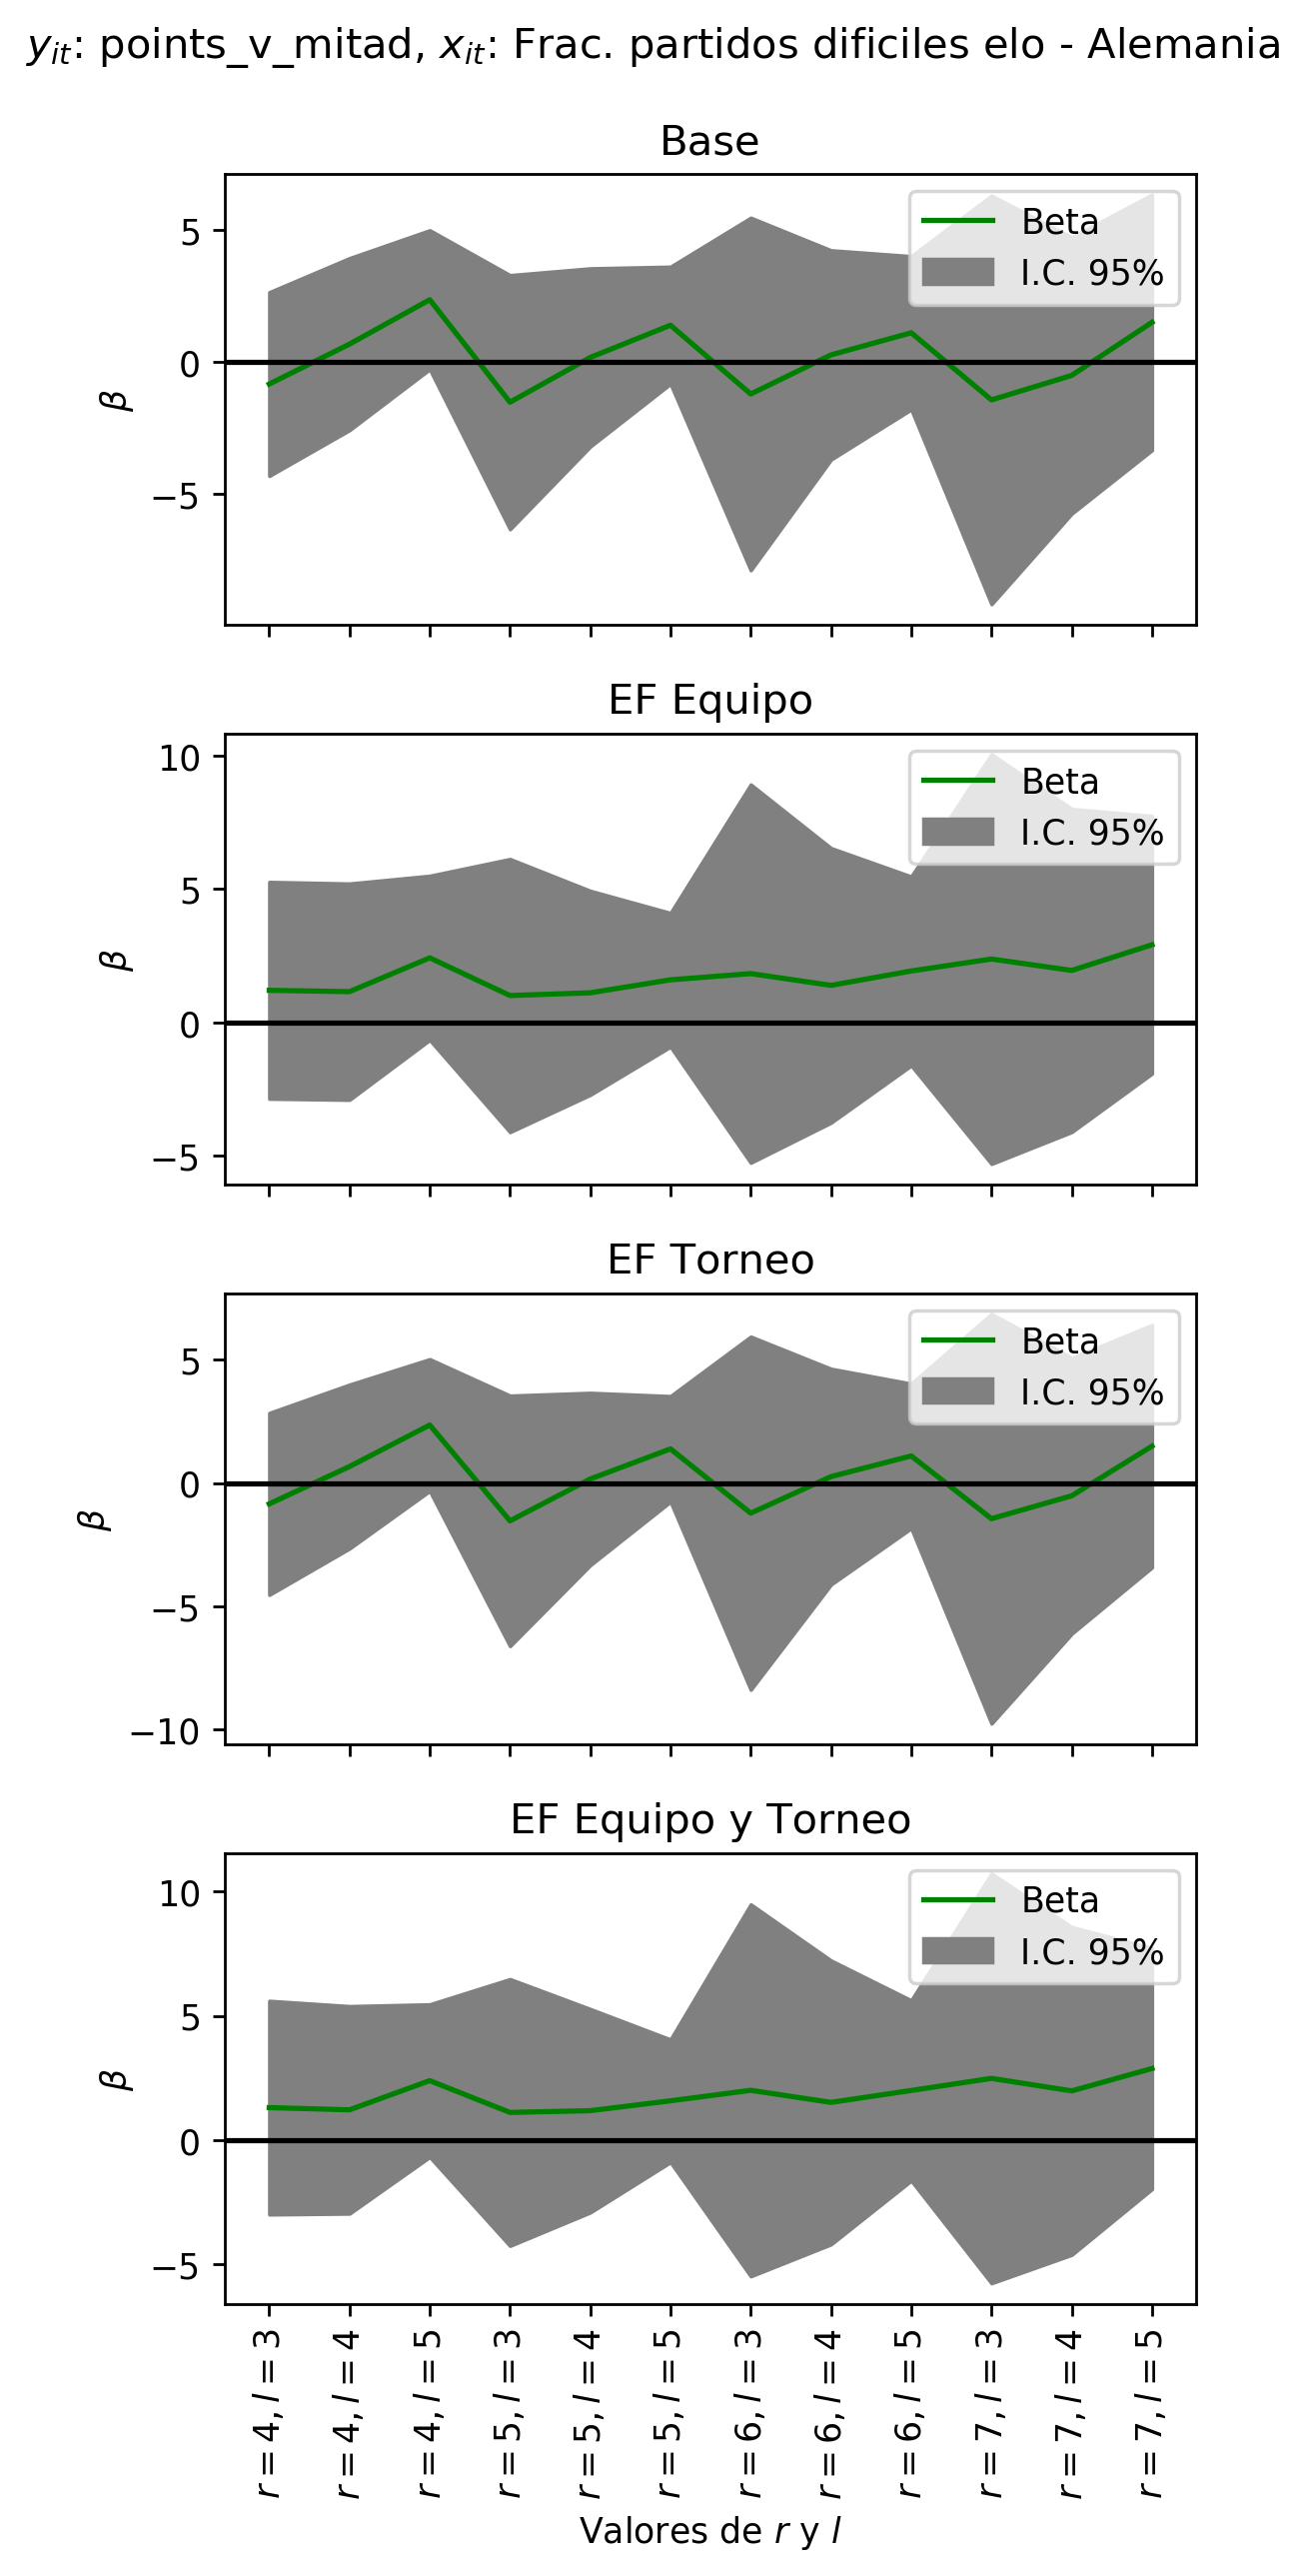 y_it: points_v_mitad, x_it: Frac. partidos dificiles elo - Alemania
Base
Beta
I.C. 95%
5
0
−5
β
EF Equipo
Beta
I.C. 95%
10
5
0
−5
β
EF Torneo
Beta
I.C. 95%
5
0
−5
−10
β
EF Equipo y Torneo
Beta
I.C. 95%
10
5
0
−5
β
r = 4, l = 3
r = 4, l = 4
r = 4, l = 5
r = 5, l = 3
r = 5, l = 4
r = 5, l = 5
r = 6, l = 3
r = 6, l = 4
r = 6, l = 5
r = 7, l = 3
r = 7, l = 4
r = 7, l = 5
Valores de r y l